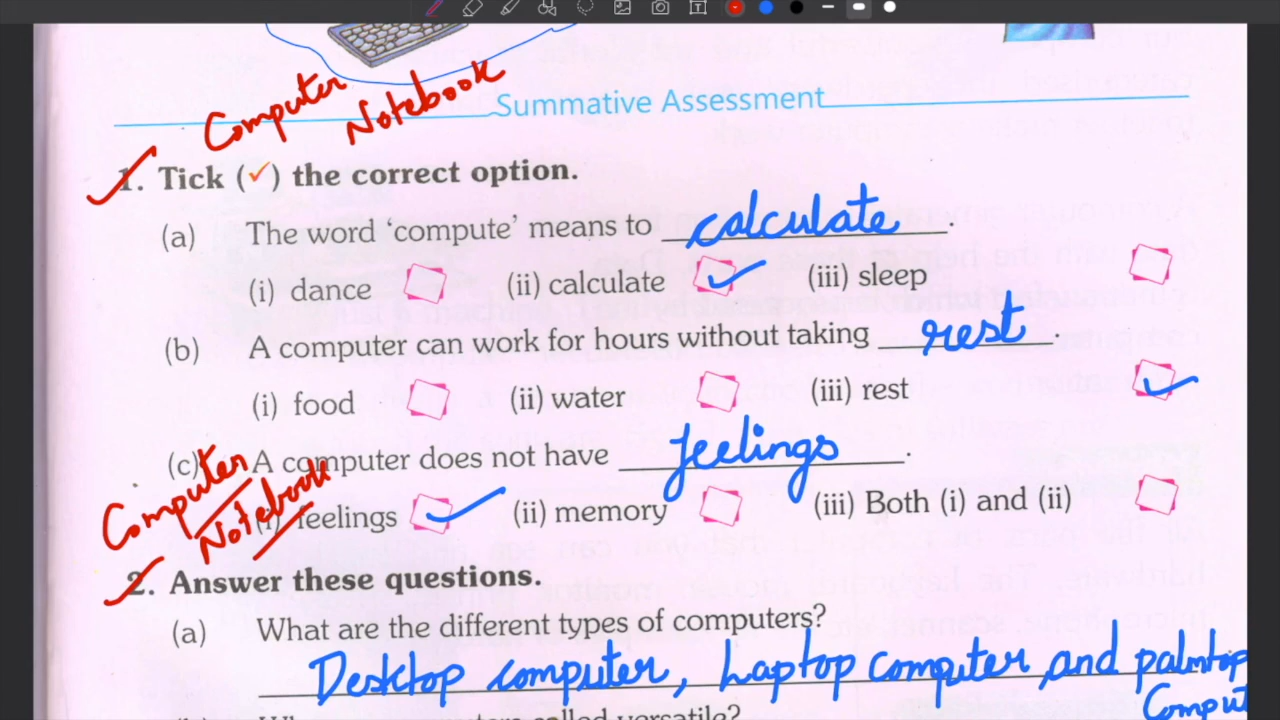 Computer Notebook
Summative Assessment
1. Tick (✓) the correct option.
(a) The word ‘compute’ means to calculate.
(i) dance (ii) calculate ✓ (iii) sleep
(b) A computer can work for hours without taking rest.
(i) food (ii) water (iii) rest ✓
(c) A computer does not have feelings.
Computer Notebook
(i) feelings ✓ (ii) memory (iii) Both (i) and (ii)
2. Answer these questions.
(a) What are the different types of computers?
Desktop computer, Laptop computer, and palmtop
Comput
versatile?